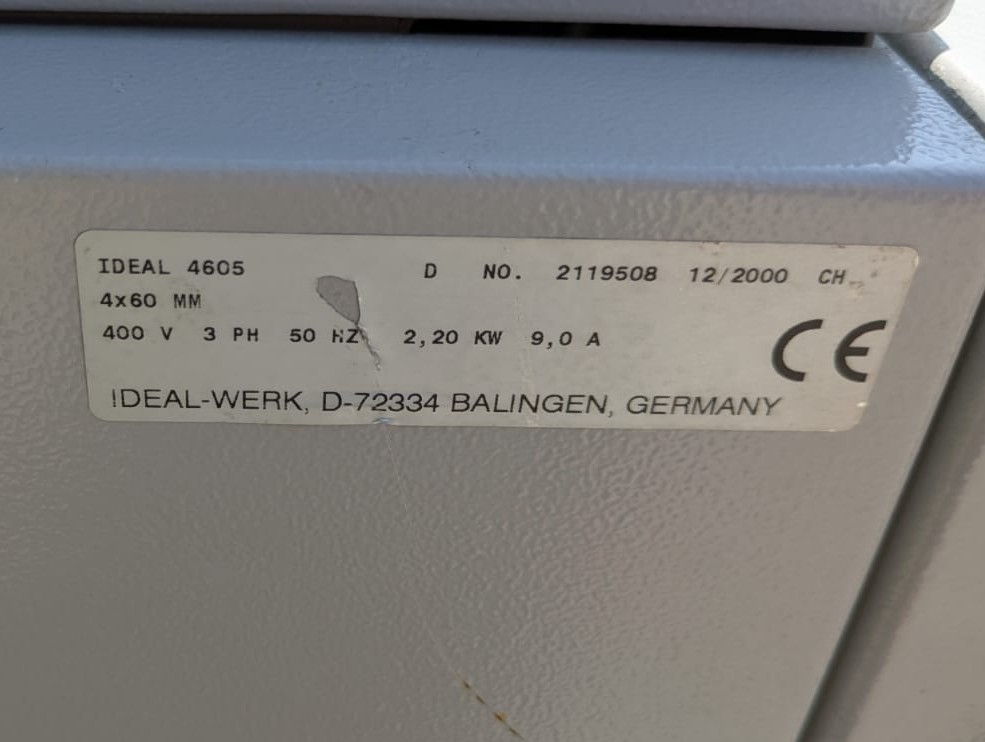 IDEAL 4605 D NO. 2119508 12/2000 CH
4x60 MM
400 V 3 PH 50 HZ 2,20 KW 9,0 A
CE
IDEAL-WERK, D-72334 BALINGEN, GERMANY